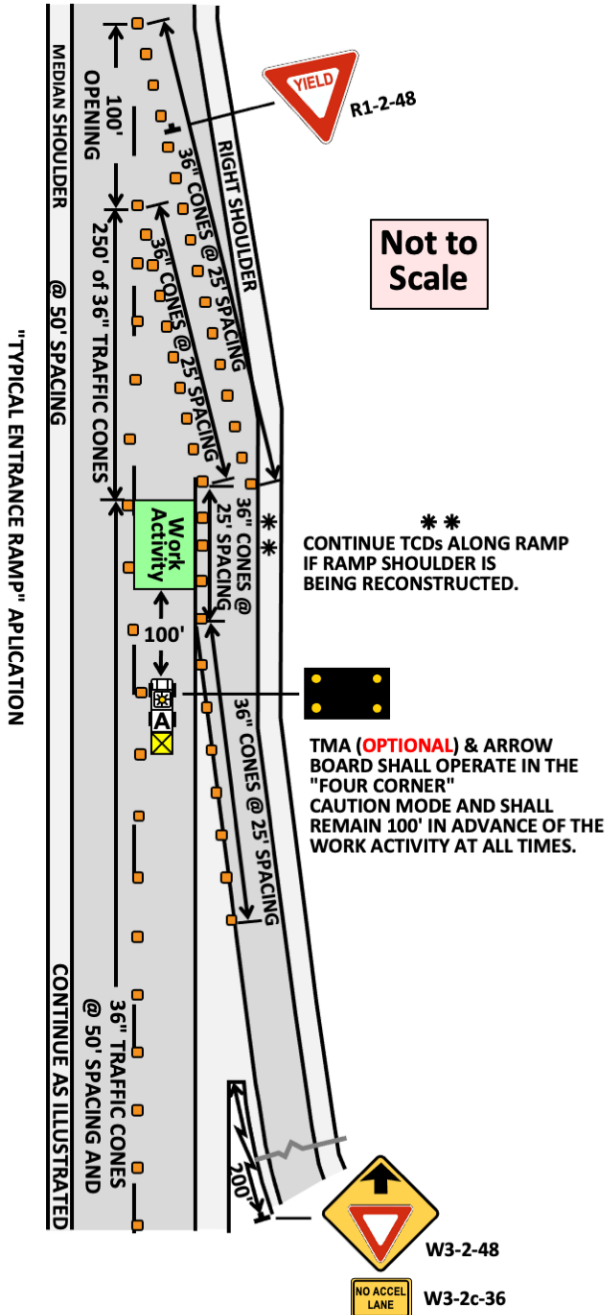 YIELD
R1-2-48
Not to
Scale
MEDIAN SHOULDER
100'
OPENING
RIGHT SHOULDER
36" CONES @ 25' SPACING
36" CONES @ 25' SPACING
250' of 36" TRAFFIC CONES
@ 50' SPACING
"TYPICAL ENTRANCE RAMP" APLICATION
Work
Activity
36" CONES @
25' SPACING
* *
* *
CONTINUE TCDs ALONG RAMP
IF RAMP SHOULDER IS
BEING RECONSTRUCTED.
100'
A
36" CONES @ 25' SPACING
TMA (OPTIONAL) & ARROW
BOARD SHALL OPERATE IN THE
"FOUR CORNER"
CAUTION MODE AND SHALL
REMAIN 100' IN ADVANCE OF THE
WORK ACTIVITY AT ALL TIMES.
36" TRAFFIC CONES
@ 50' SPACING AND
CONTINUE AS ILLUSTRATED
200'
W3-2-48
NO ACCEL
LANE
W3-2c-36